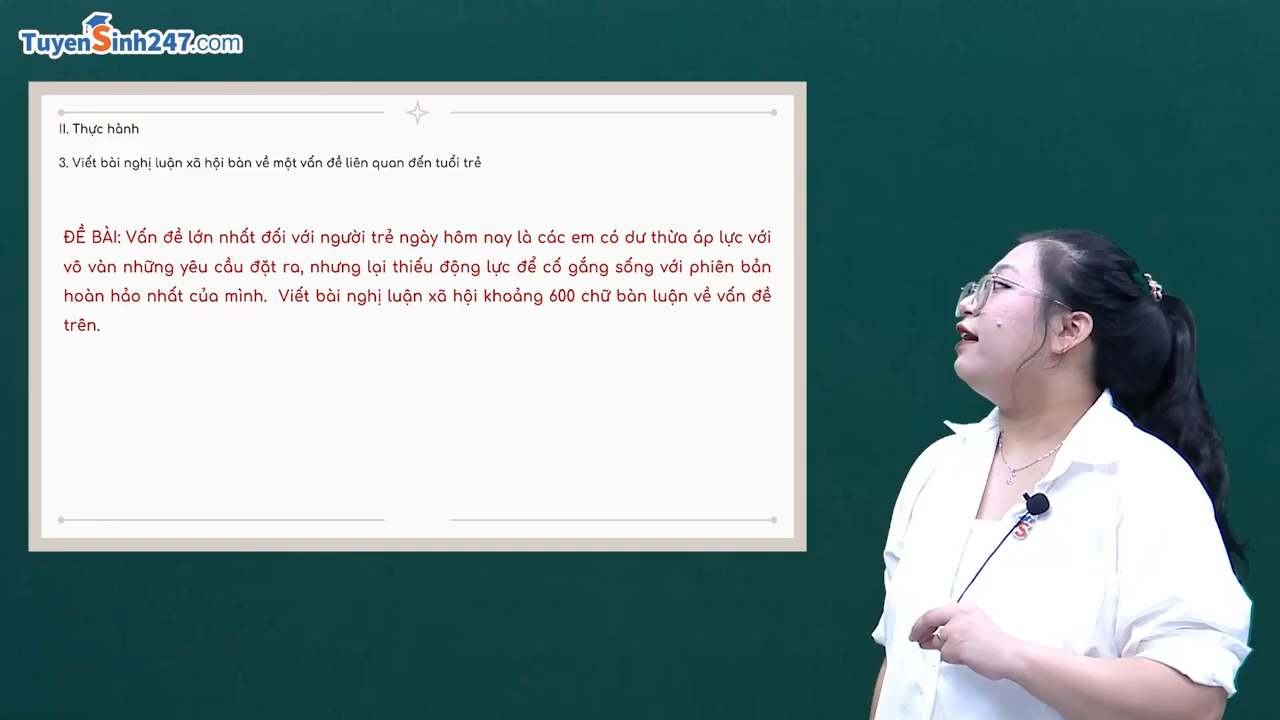 TuyenSinh247.com
II. Thực hành
3. Viết bài nghị luận xã hội bàn về một vấn đề liên quan đến tuổi trẻ
ĐỀ BÀI: Vấn đề lớn nhất đối với người trẻ ngày hôm nay là các em có dư thừa áp lực với
vô vàn những yêu cầu đặt ra, nhưng lại thiếu động lực để cố gắng sống với phiên bản
hoàn hảo nhất của mình. Viết bài nghị luận xã hội khoảng 600 chữ bàn luận về vấn đề
trên.
S